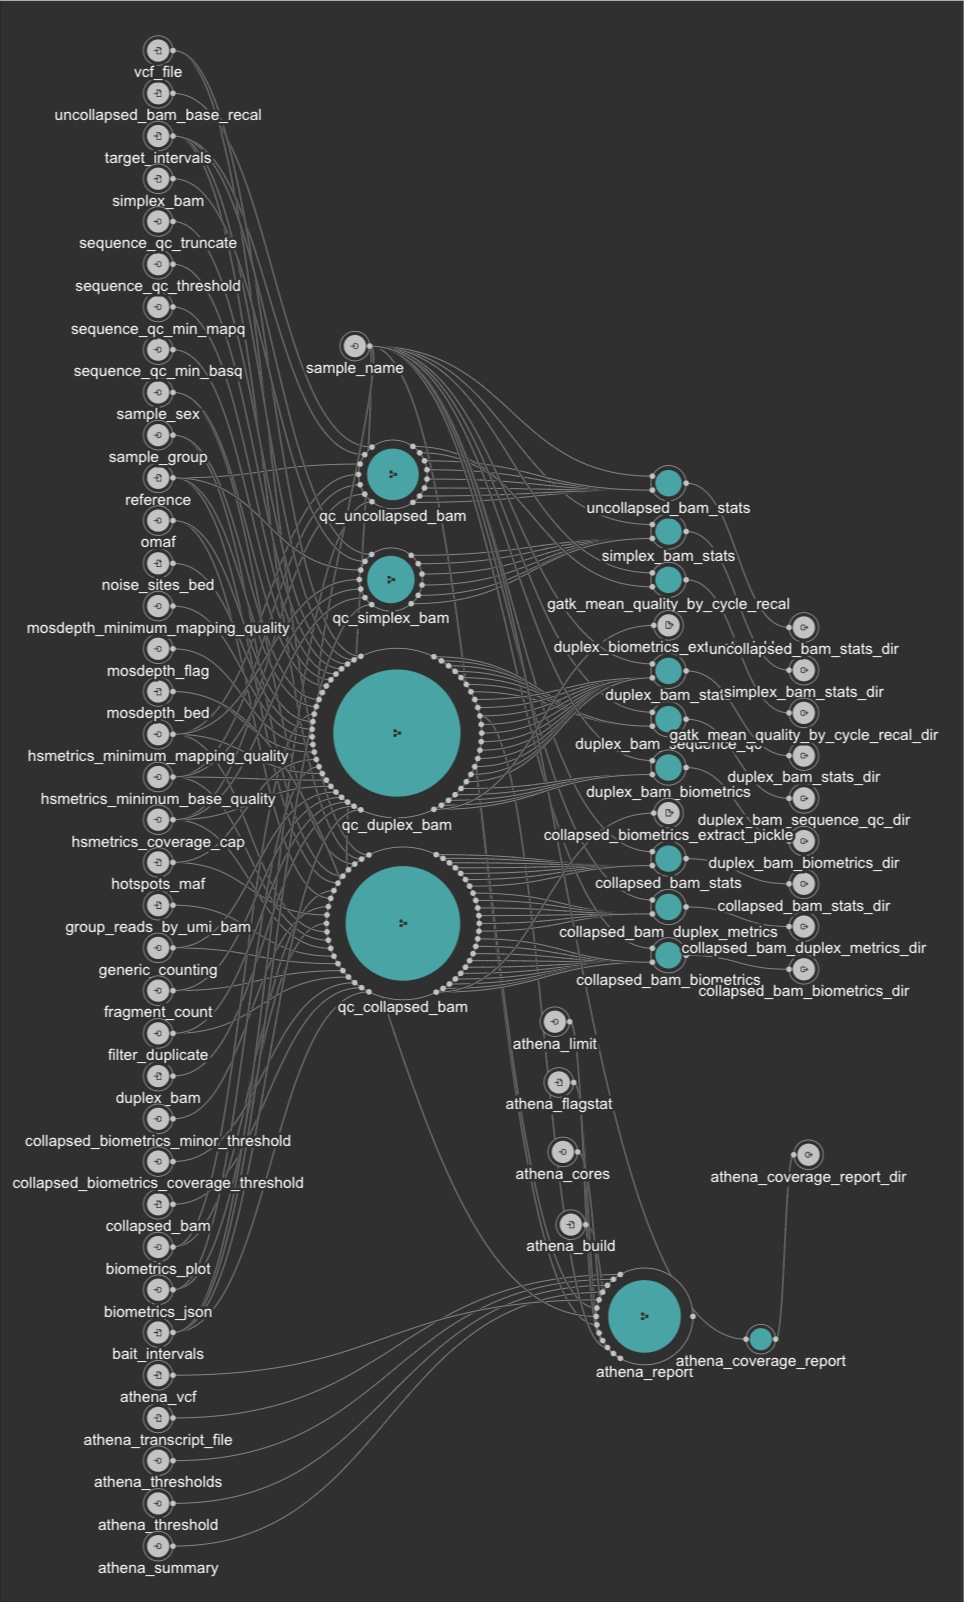 vcf_file
uncollapsed_bam_base_recal
target_intervals
simplex_bam
sequence_qc_truncate
sequence_qc_threshold
sequence_qc_min_mapq
sequence_qc_min_basq
sample_sex
sample_group
reference
omaf
noise_sites_bed
mosdepth_minimum_mapping_quality
mosdepth_flag
mosdepth_bed
hsmetrics_minimum_mapping_quality
hsmetrics_minimum_base_quality
hsmetrics_coverage_cap
hotspots_maf
group_reads_by_umi_bam
generic_counting
fragment_count
filter_duplicate
duplex_bam
collapsed_biometrics_minor_threshold
collapsed_biometrics_coverage_threshold
collapsed_bam
biometrics_plot
biometrics_json
bait_intervals
athena_vcf
athena_transcript_file
athena_thresholds
athena_threshold
athena_summary
sample_name
qc_uncollapsed_bam
qc_simplex_bam
qc_duplex_bam
qc_collapsed_bam
athena_limit
athena_flagstat
athena_cores
athena_build
athena_report
uncollapsed_bam_stats
simplex_bam_stats
gatk_mean_quality_by_cycle_recal
duplex_bam_stats
duplex_bam_sequence_qc
duplex_bam_biometrics
collapsed_biometrics_extract_pickle
collapsed_bam_stats
collapsed_bam_duplex_metrics
collapsed_bam_biometrics
athena_coverage_report
uncollapsed_bam_stats_dir
simplex_bam_stats_dir
gatk_mean_quality_by_cycle_recal_dir
duplex_bam_stats_dir
duplex_bam_sequence_qc_dir
duplex_bam_biometrics_dir
collapsed_bam_stats_dir
collapsed_bam_duplex_metrics_dir
collapsed_bam_biometrics_dir
athena_coverage_report_dir